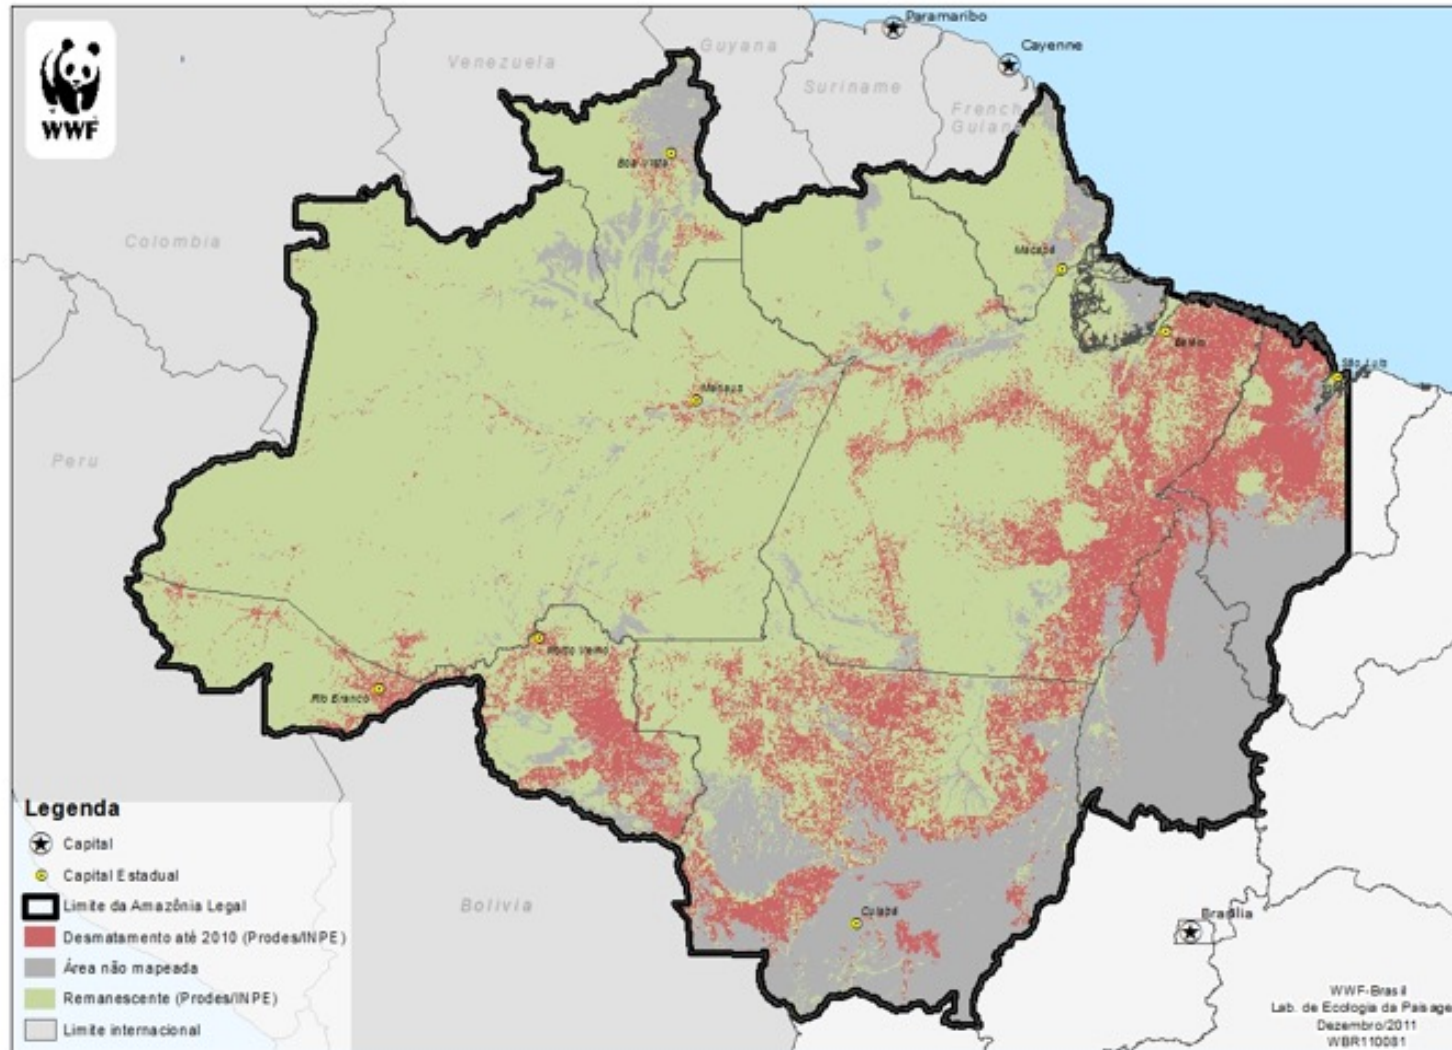 Paramaribo
Cayenne
Venezuela
Guyana
Suriname
French
Guiana
WWF
Boa Vista
Colombia
Macapá
Belém
São Luís
Manaus
Peru
Porto Velho
Rio Branco
Legenda
Capital
Capital Estadual
Limite da Amazônia Legal
Desmatamento até 2010 (Prodes/INPE)
Área não mapeada
Remanescente (Prodes/INPE)
Limite internacional
Bolivia
Cuiabá
Brasília
WWF-Brasil
Lab. de Ecologia da Paisagem
Dezembro/2011
WBR110081